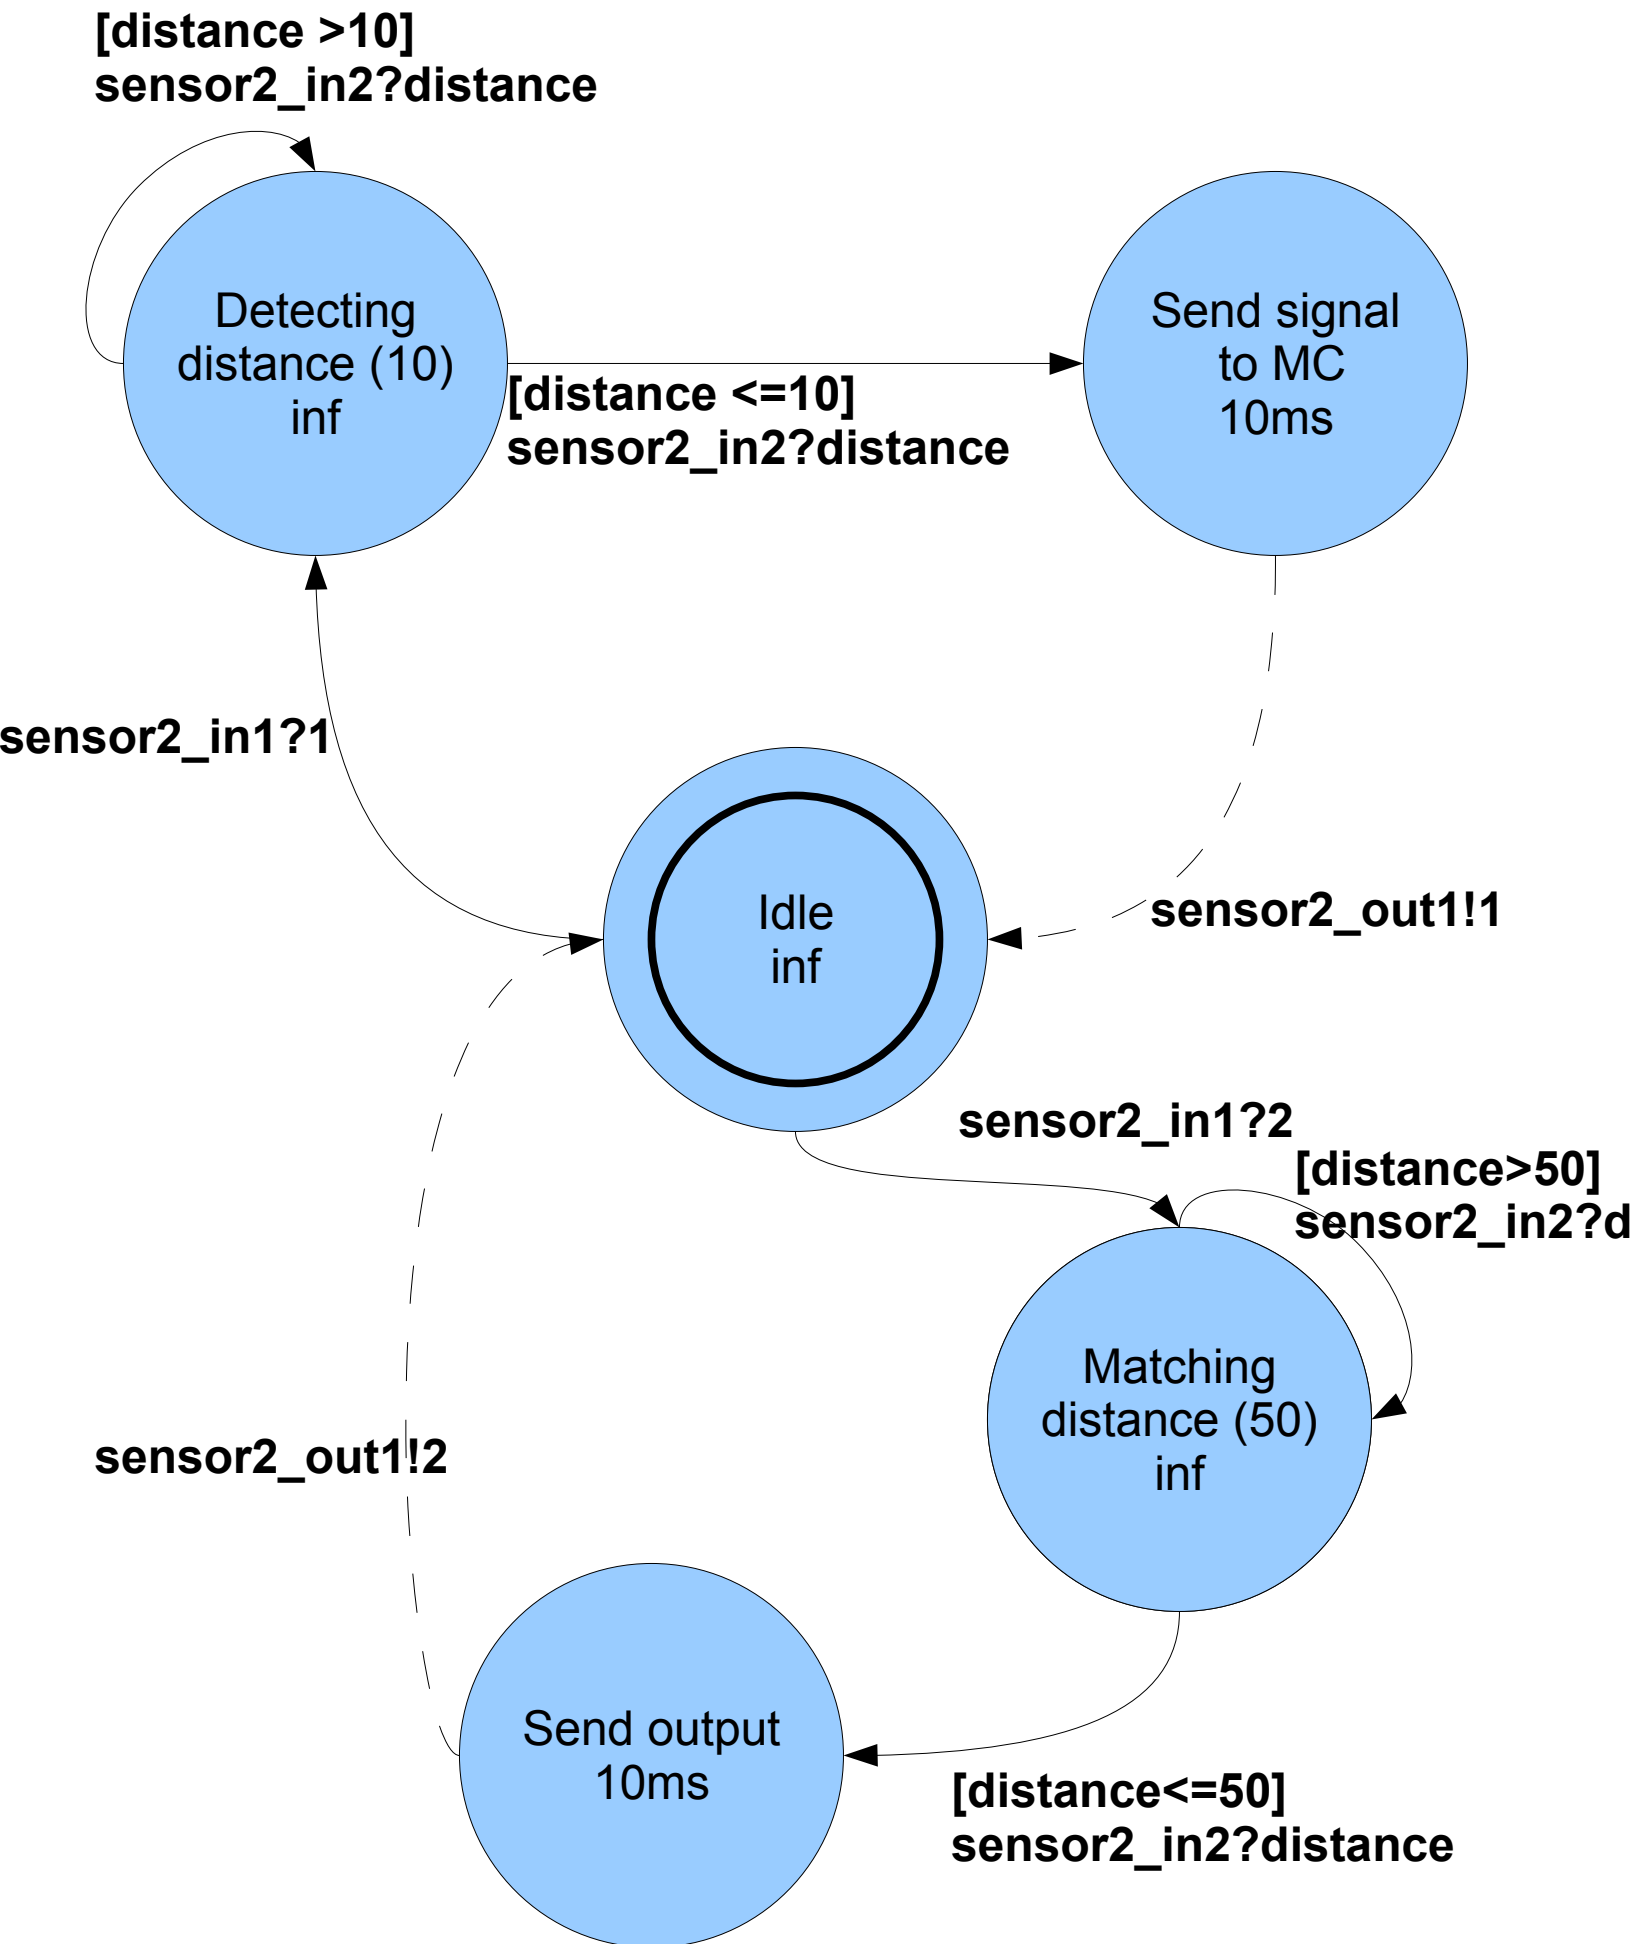 [distance >10]
sensor2_in2?distance
Detecting
distance (10)
inf
[distance <=10]
sensor2_in2?distance
Send signal
to MC
10ms
sensor2_in1?1
Idle
inf
sensor2_out1!1
sensor2_in1?2
[distance>50]
sensor2_in2?d
Matching
distance (50)
inf
sensor2_out1!2
Send output
10ms
[distance<=50]
sensor2_in2?distance